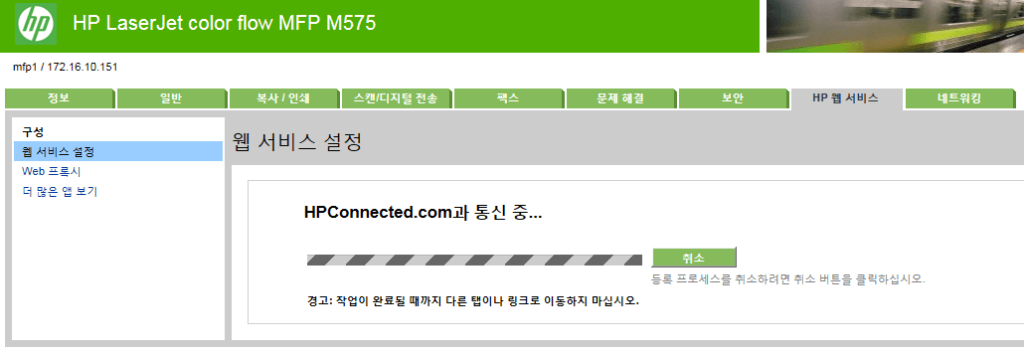 hp HP LaserJet color flow MFP M575
mfp1 / 172.16.10.151
정보 일반 복사 / 인쇄 스캔/디지털 전송 팩스 문제 해결 보안 HP 웹 서비스 네트워킹
구성
웹 서비스 설정
Web 프록시
더 많은 앱 보기
웹 서비스 설정
HPConnected.com과 통신 중...
취소
등록 프로세스를 취소하려면 취소 버튼을 클릭하십시오.
경고: 작업이 완료될 때까지 다른 탭이나 링크로 이동하지 마십시오.